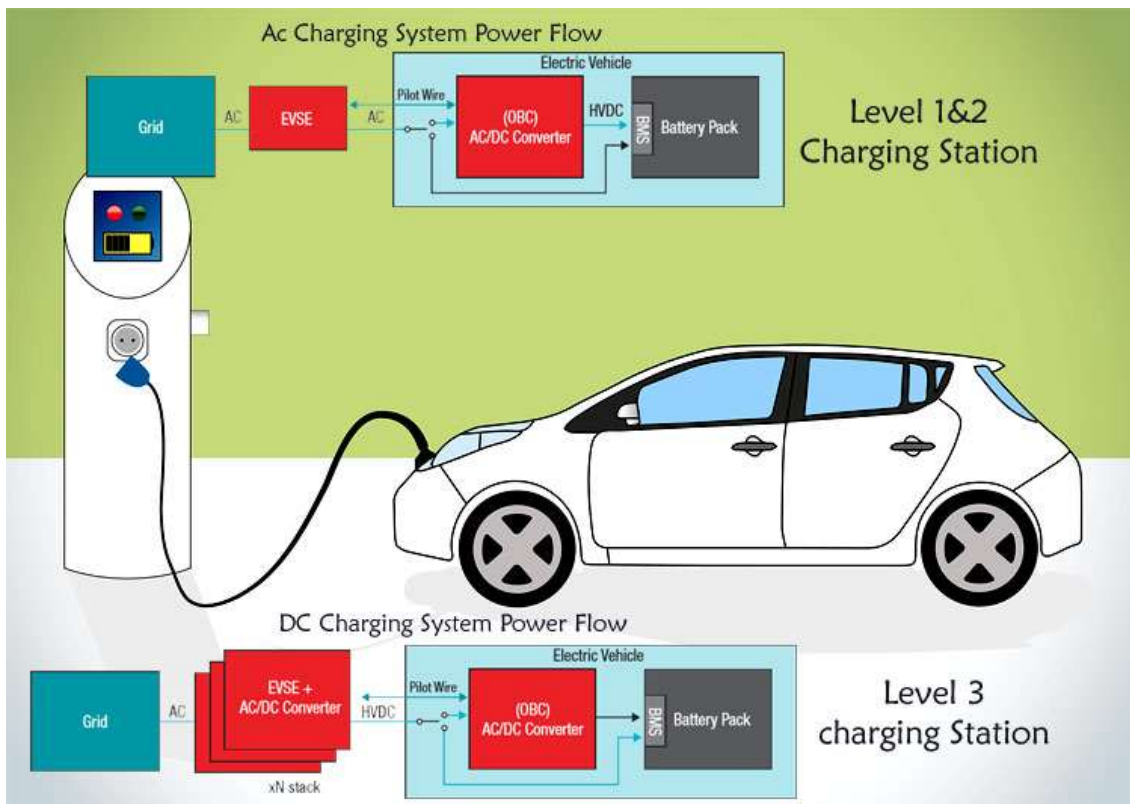 Ac Charging System Power Flow
Electric Vehicle
Grid
AC
EVSE
AC
Pilot Wire
(OBC)
AC/DC Converter
HVDC
BMS
Battery Pack
Level 1&2
Charging Station
DC Charging System Power Flow
Electric Vehicle
Grid
AC
EVSE +
AC/DC Converter
xN stack
HVDC
Pilot Wire
(OBC)
AC/DC Converter
BMS
Battery Pack
Level 3
charging Station